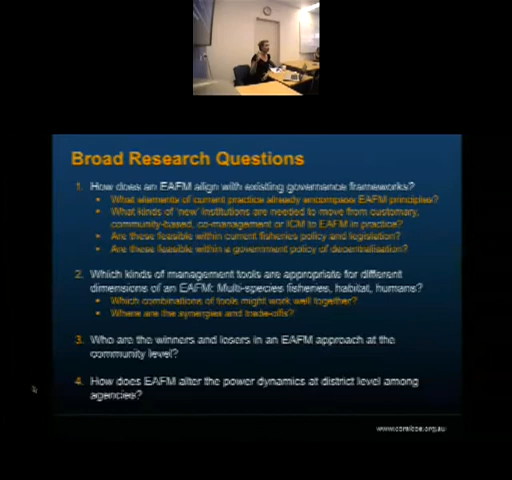 Broad Research Questions
1. How does an EAFM align with existing governance frameworks?
• What elements of current practice already encompass EAFM principles?
• What kinds of 'new' institutions are needed to move from customary,
community-based, co-management or ICM to EAFM in practice?
• Are these feasible within current fisheries policy and legislation?
• Are these feasible within a government policy of decentralisation?
2. Which kinds of management tools are appropriate for different
dimensions of an EAFM: Multi-species fisheries, habitat, humans?
• Which combinations of tools might work well together?
• Where are the synergies and trade-offs?
3. Who are the winners and losers in an EAFM approach at the
community level?
4. How does EAFM alter the power dynamics at district level among
agencies?
www.coralcoe.org.au